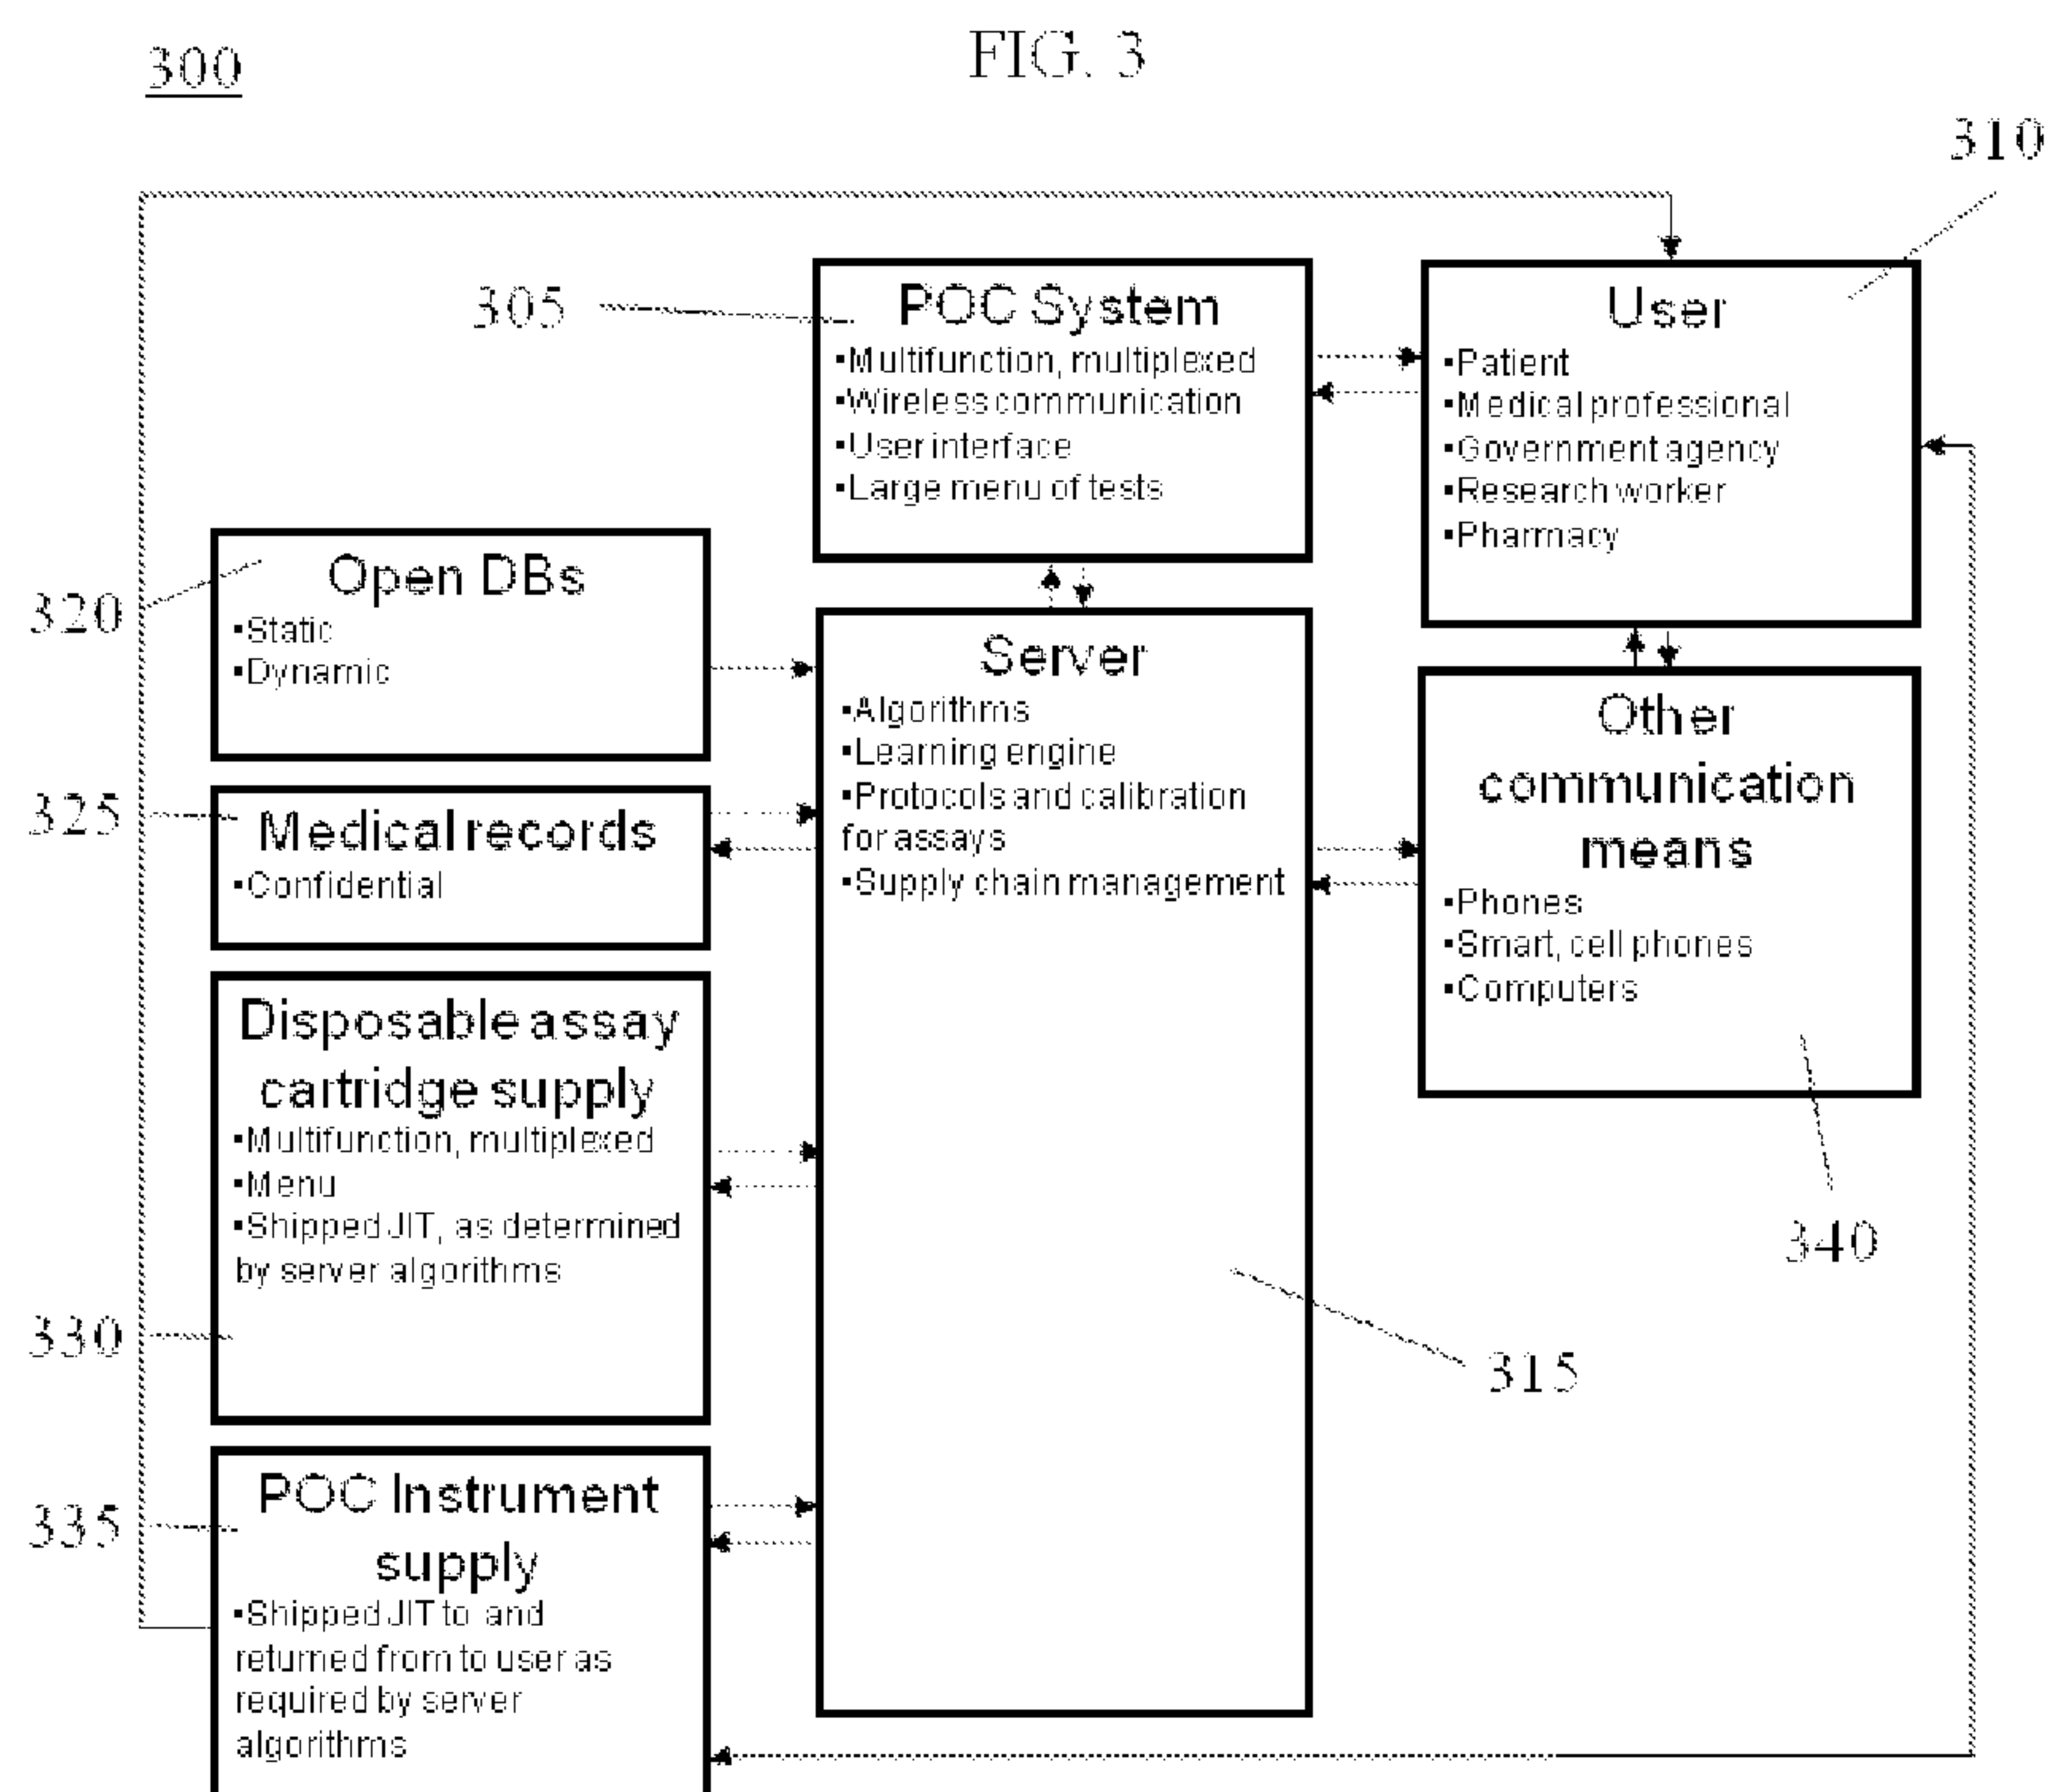 300
FIG. 3
310
305
POC System
▪Multifunction, multiplexed
▪Wireless communication
▪User interface
▪Large menu of tests
User
▪Patient
▪Medical professional
▪Government agency
▪Research worker
▪Pharmacy
320
Open DBs
▪Static
▪Dynamic
325
Medical records
▪Confidential
Server
▪Algorithms
▪Learning engine
▪Protocols and calibration
for assays
▪Supply chain management
Other
communication
means
▪Phones
▪Smart, cell phones
▪Computers
340
Disposable assay
cartridge supply
▪Multifunction, multiplexed
▪Menu
▪Shipped JIT, as determined
by server algorithms
330
315
335
POC Instrument
supply
▪Shipped JIT to and
returned from to user as
required by server
algorithms